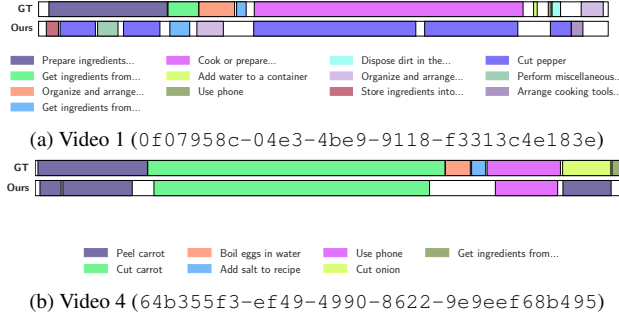 GT
Ours
Prepare ingredients... Cook or prepare... Dispose dirt in the... Cut pepper
Get ingredients from... Add water to a container Organize and arrange... Perform miscellaneous...
Organize and arrange... Use phone Store ingredients into... Arrange cooking tools...
Get ingredients from...
(a) Video 1 (0f07958c-04e3-4be9-9118-f3313c4e183e)
GT
Ours
Peel carrot Boil eggs in water Use phone Get ingredients from...
Cut carrot Add salt to recipe Cut onion
(b) Video 4 (64b355f3-ef49-4990-8622-9e9eef68b495)